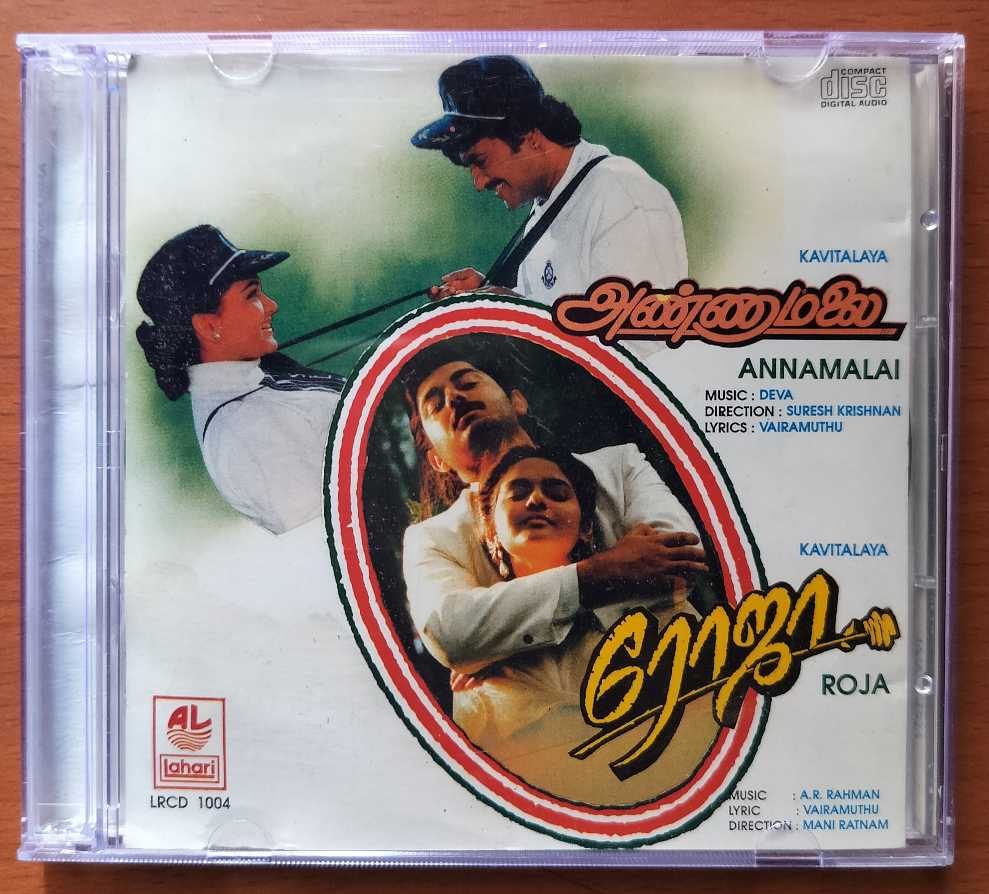 COMPACT
disc
DIGITAL AUDIO
KAVITALAYA
அண்ணாமலை
ANNAMALAI
MUSIC : DEVA
DIRECTION : SURESH KRISHNAN
LYRICS : VAIRAMUTHU
KAVITALAYA
ரோஜா
ROJA
AL
Lahari
LRCD 1004
MUSIC : A.R. RAHMAN
LYRIC : VAIRAMUTHU
DIRECTION : MANI RATNAM